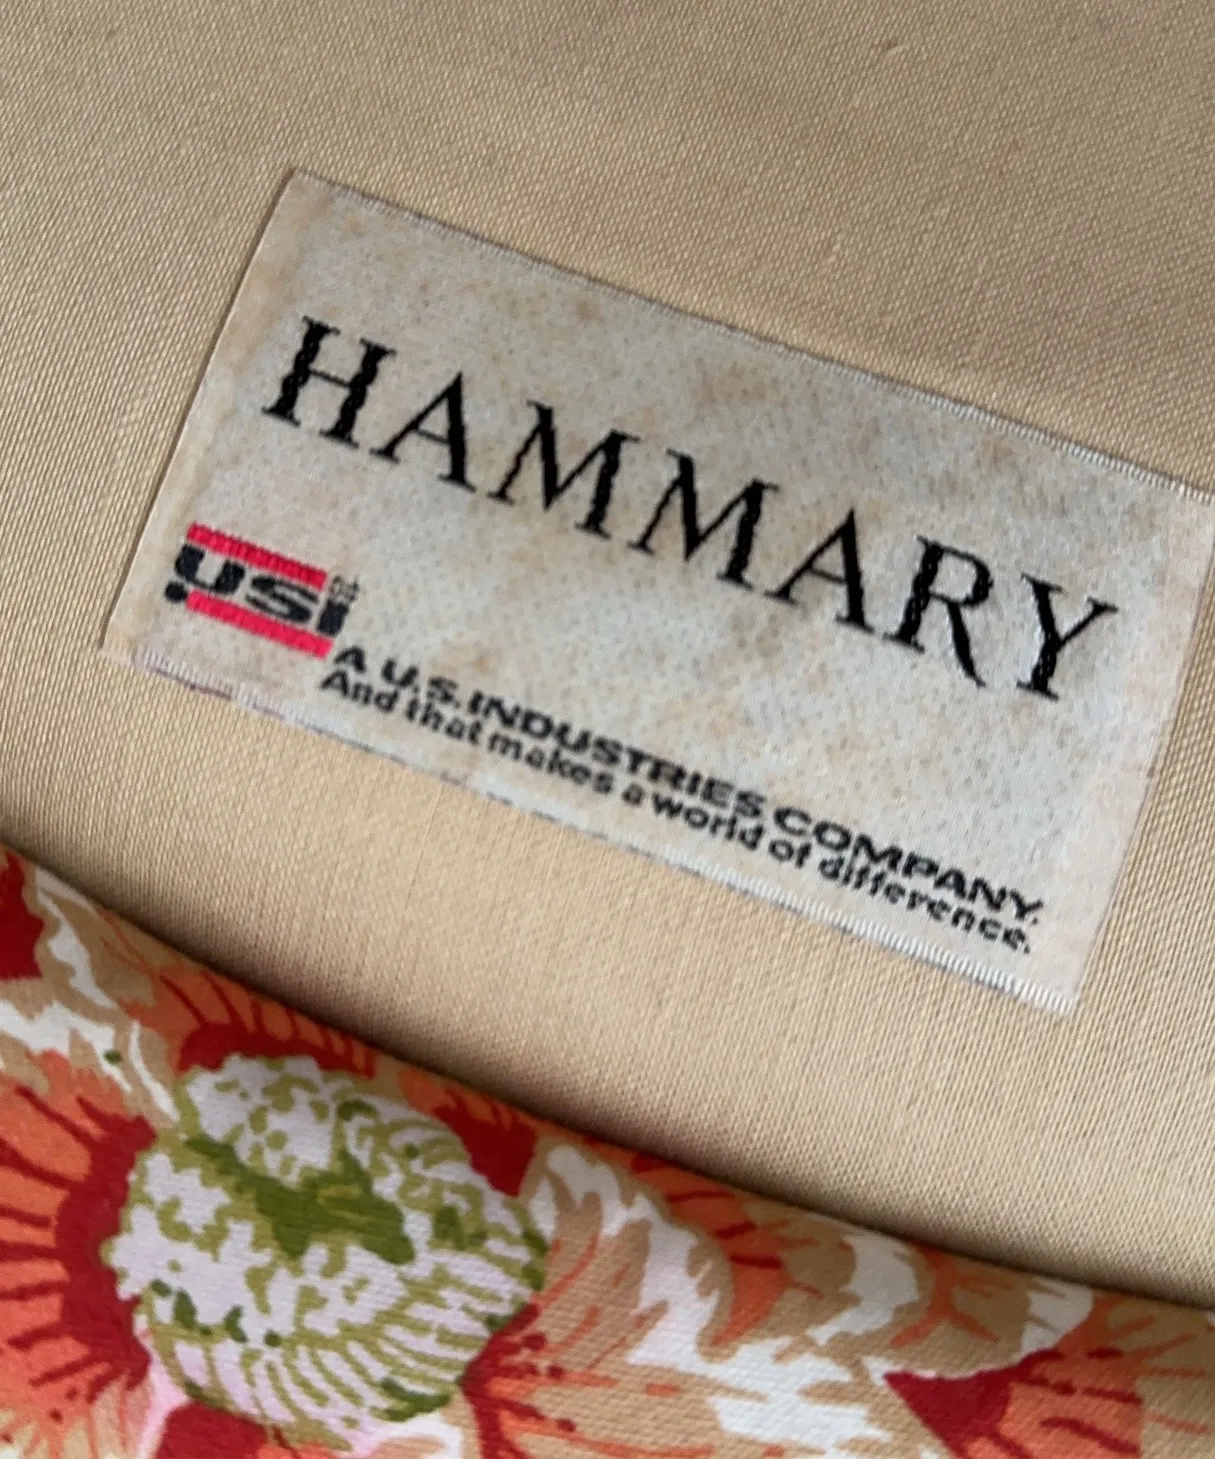 HAMMARY
USI
A U.S. INDUSTRIES COMPANY.
And that makes a world of difference.